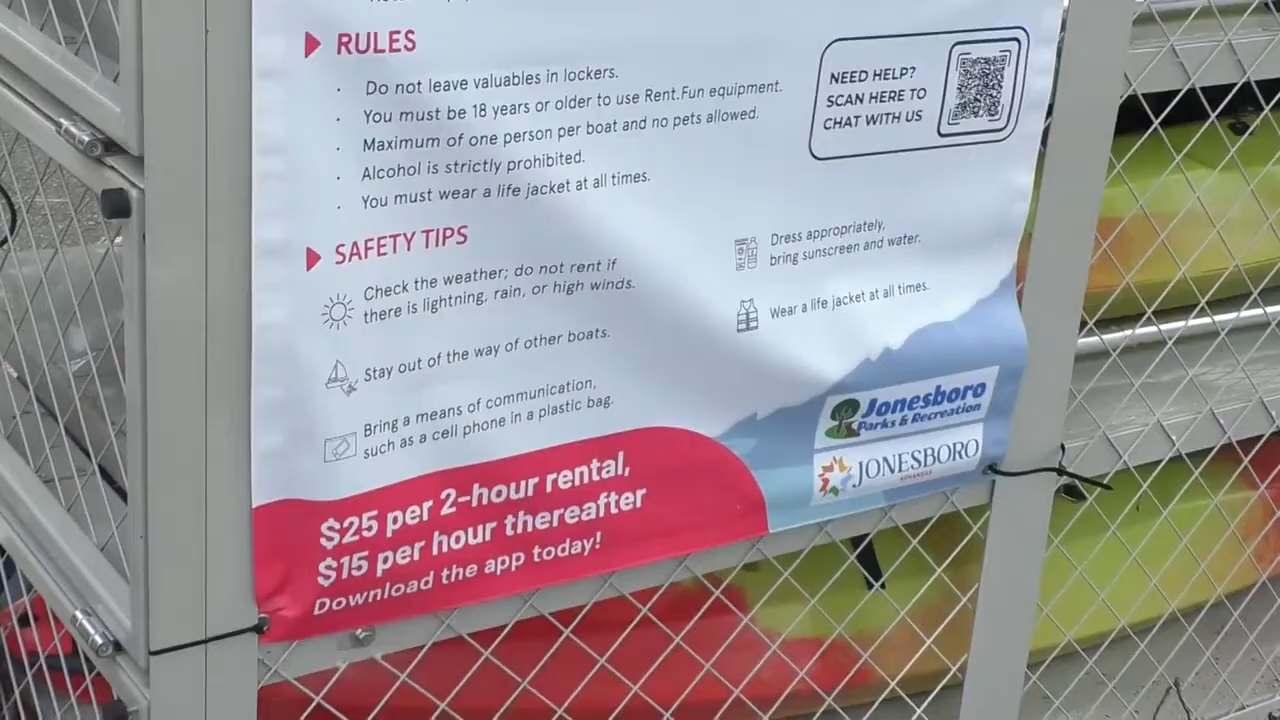 RULES
Do not leave valuables in lockers.
You must be 18 years or older to use Rent.Fun equipment.
Maximum of one person per boat and no pets allowed.
Alcohol is strictly prohibited.
You must wear a life jacket at all times.
NEED HELP?
SCAN HERE TO
CHAT WITH US
SAFETY TIPS
Check the weather; do not rent if
there is lightning, rain, or high winds.
Stay out of the way of other boats.
Bring a means of communication,
such as a cell phone in a plastic bag.
Dress appropriately,
bring sunscreen and water.
Wear a life jacket at all times.
Jonesboro
Parks & Recreation
JONESBORO
ARKANSAS
$25 per 2-hour rental,
$15 per hour thereafter
Download the app today!